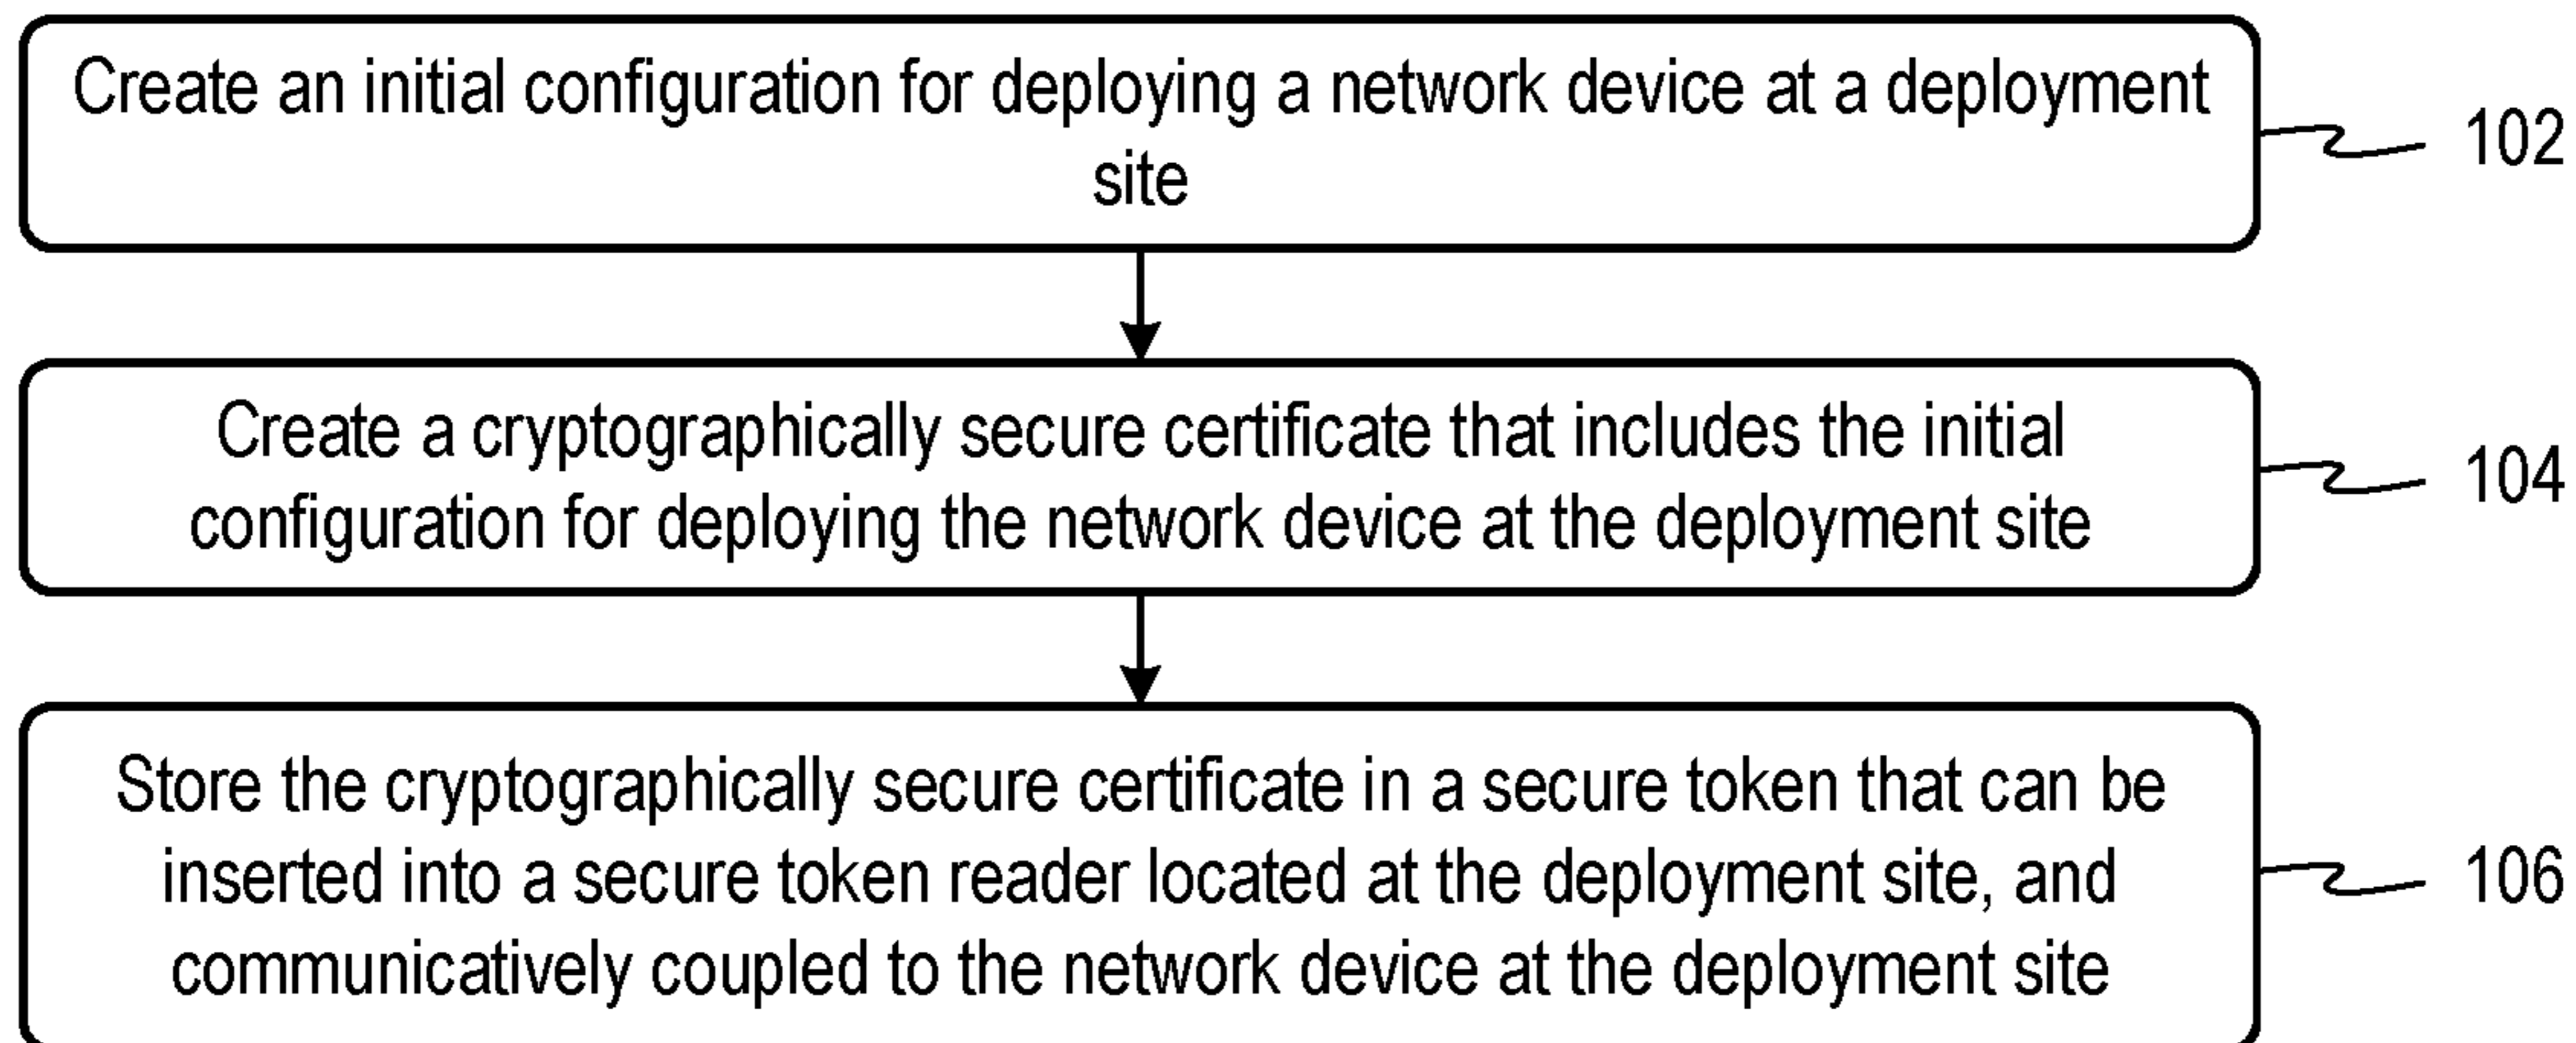 Create an initial configuration for deploying a network device at a deployment
site
102
Create a cryptographically secure certificate that includes the initial
configuration for deploying the network device at the deployment site
104
Store the cryptographically secure certificate in a secure token that can be
inserted into a secure token reader located at the deployment site, and
communicatively coupled to the network device at the deployment site
106